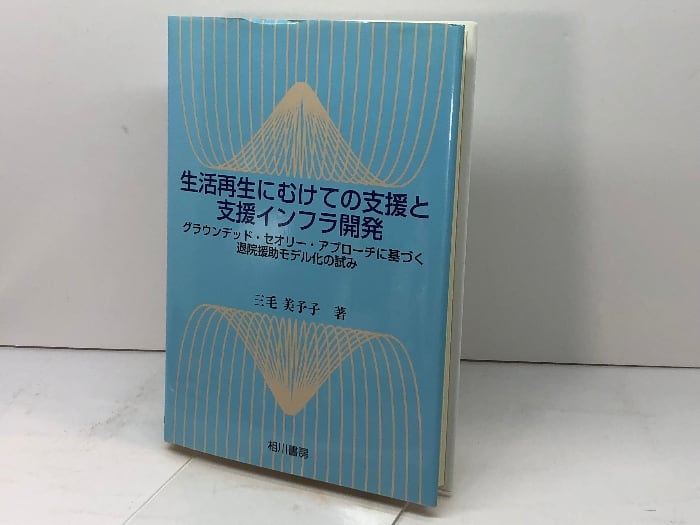 生活再生にむけての支援と
支援インフラ開発
グラウンデッド・セオリー・アプローチに基づく
退院援助モデル化の試み
三毛 美予子 著
相川書房